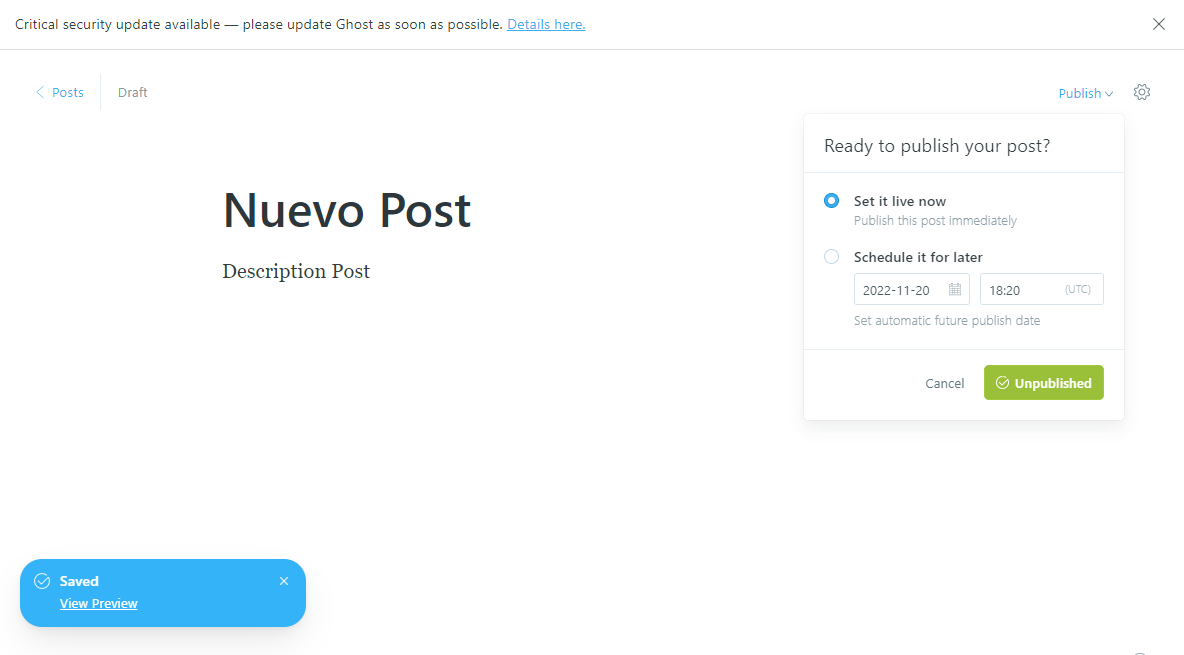 Critical security update available — please update Ghost as soon as possible. Details here.
Posts
Draft
Publish
Ready to publish your post?
Set it live now
Publish this post immediately
Schedule it for later
2022-11-20
18:20 (UTC)
Set automatic future publish date
Cancel
Unpublished
Nuevo Post
Description Post
Saved
View Preview